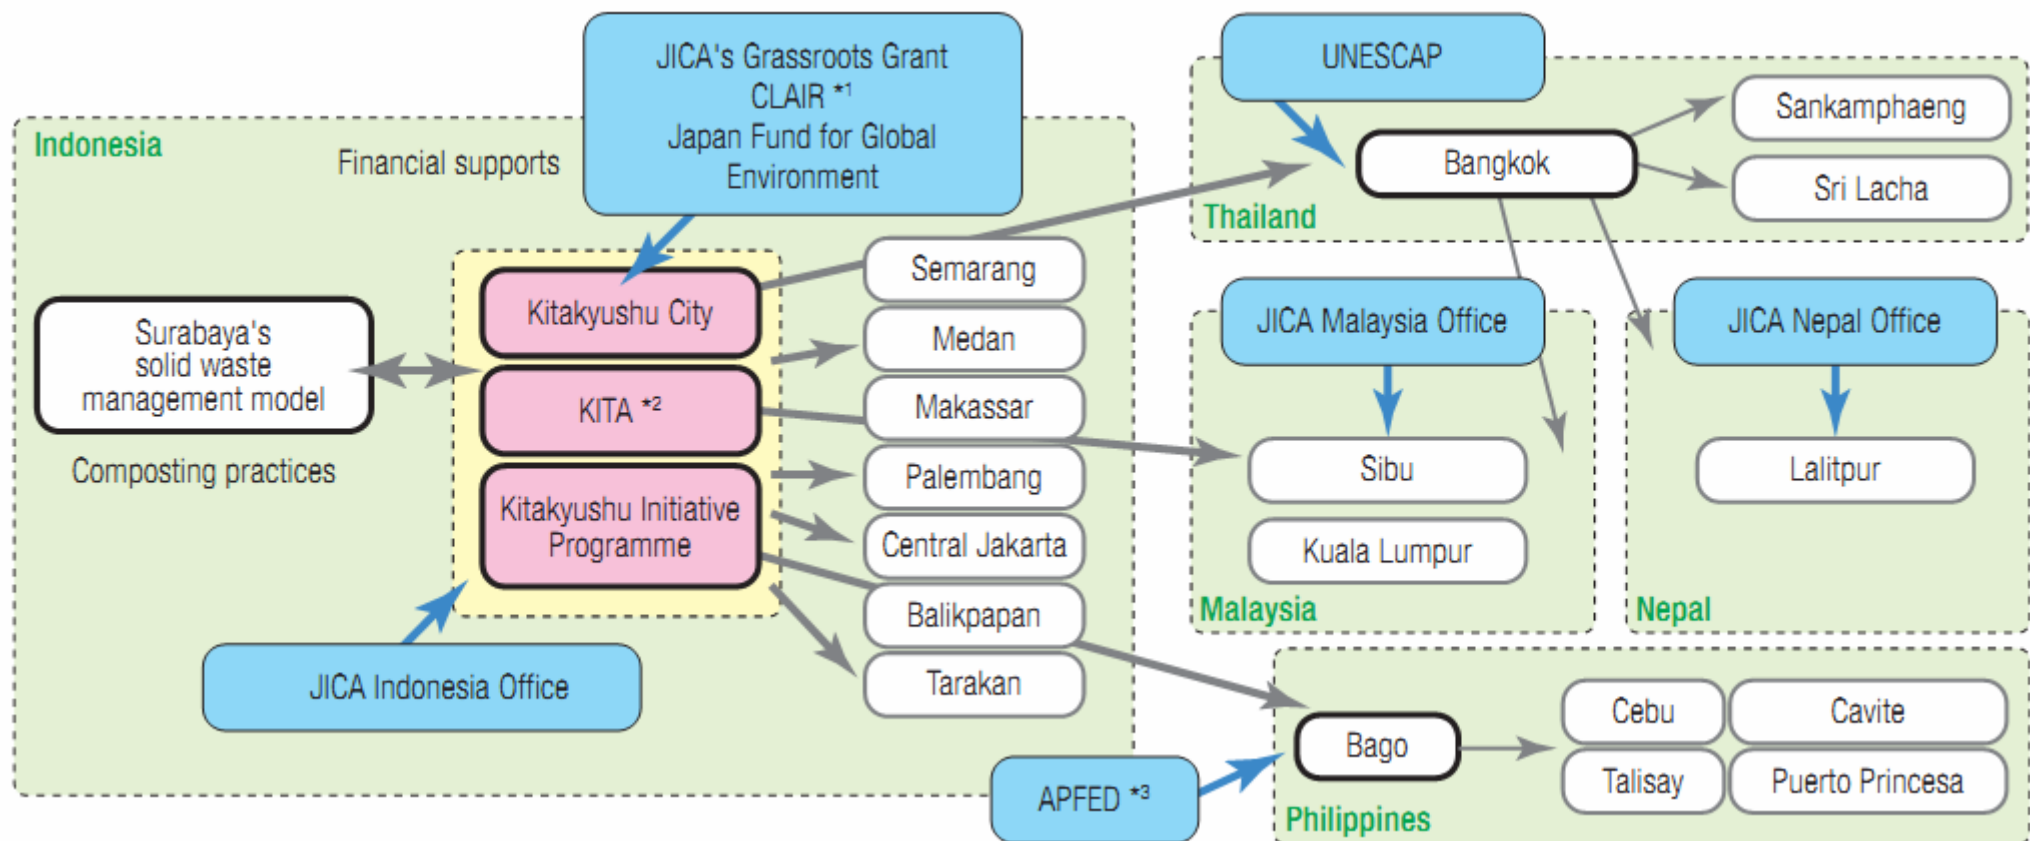 JICA's Grassroots Grant
CLAIR *1
Japan Fund for Global
Environment
Indonesia
Financial supports
Surabaya's
solid waste
management model
Composting practices
Kitakyushu City
KITA *2
Kitakyushu Initiative
Programme
JICA Indonesia Office
Semarang
Medan
Makassar
Palembang
Central Jakarta
Balikpapan
Tarakan
UNESCAP
Bangkok
Sankamphaeng
Sri Lacha
Thailand
JICA Malaysia Office
Sibu
Kuala Lumpur
Malaysia
JICA Nepal Office
Lalitpur
Nepal
APFED *3
Bago
Cebu
Cavite
Talisay
Puerto Princesa
Philippines